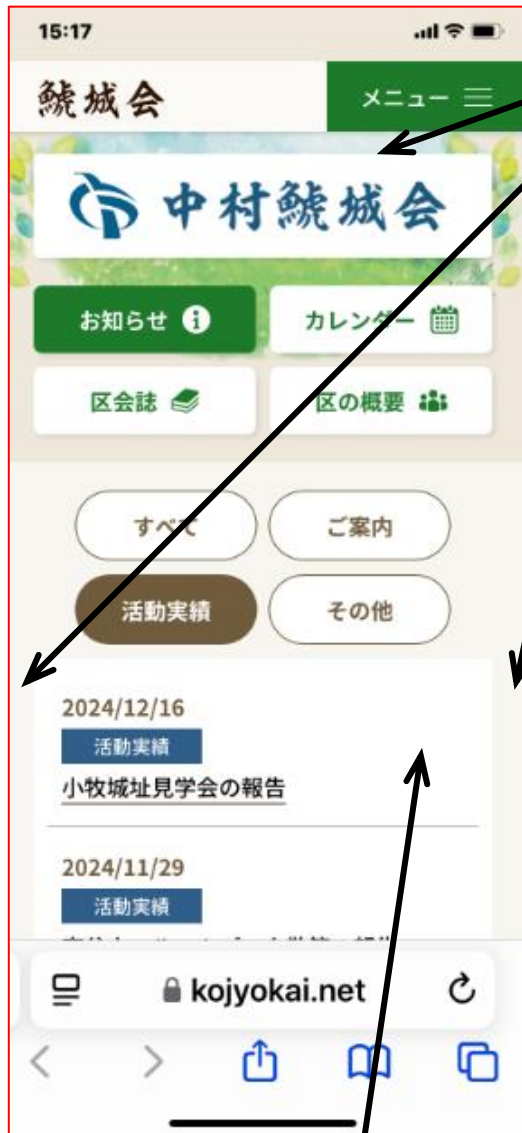 15:17
鯱城会 メニュー
中村鯱城会
お知らせ カレンダー
区会誌 区の概要
すべて ご案内
活動実績 その他
2024/12/16
活動実績
小牧城址見学会の報告
2024/11/29
活動実績
kojyokai.net